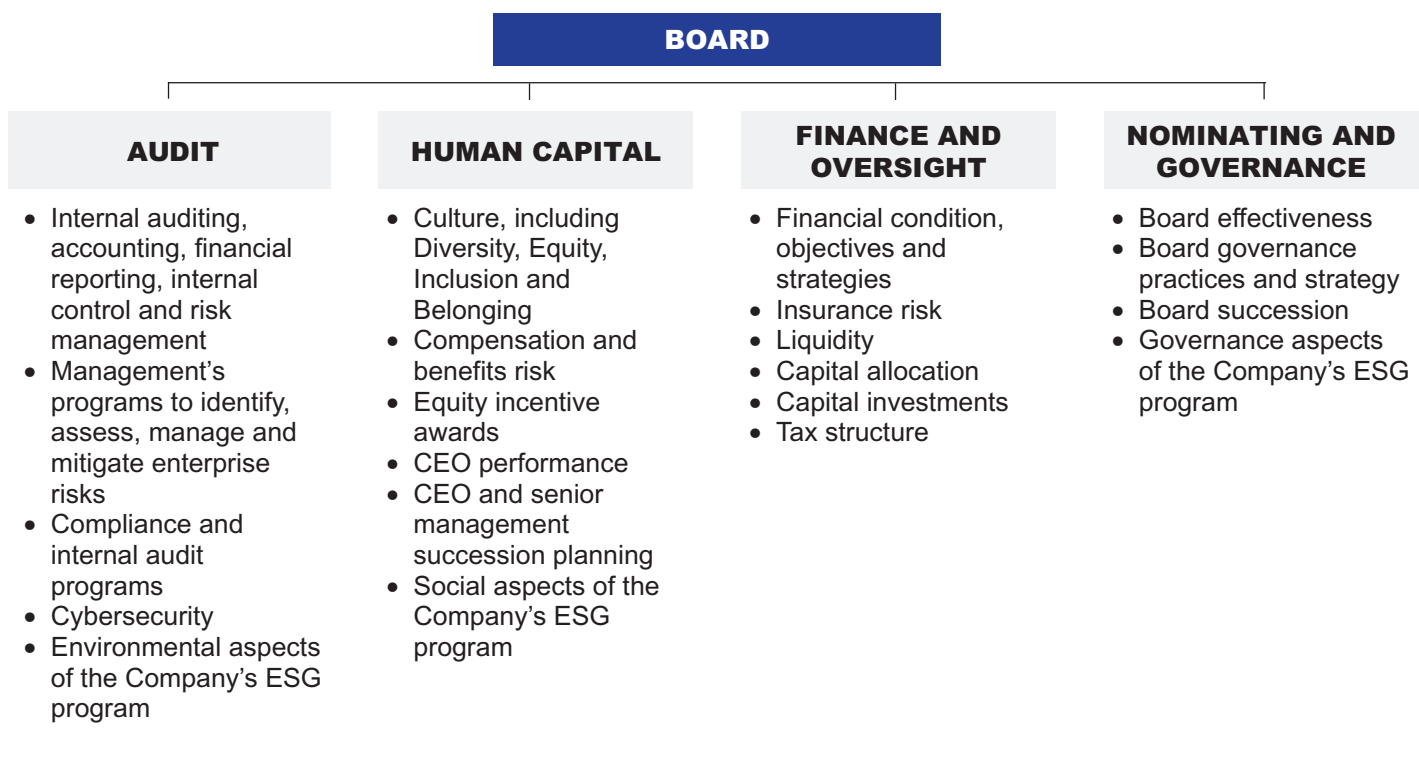 BOARD
AUDIT
• Internal auditing,
accounting, financial
reporting, internal
control and risk
management
• Management’s
programs to identify,
assess, manage and
mitigate enterprise
risks
• Compliance and
internal audit
programs
• Cybersecurity
• Environmental aspects
of the Company’s ESG
program
HUMAN CAPITAL
• Culture, including
Diversity, Equity,
Inclusion and
Belonging
• Compensation and
benefits risk
• Equity incentive
awards
• CEO performance
• CEO and senior
management
succession planning
• Social aspects of the
Company’s ESG
program
FINANCE AND
OVERSIGHT
• Financial condition,
objectives and
strategies
• Insurance risk
• Liquidity
• Capital allocation
• Capital investments
• Tax structure
NOMINATING AND
GOVERNANCE
• Board effectiveness
• Board governance
practices and strategy
• Board succession
• Governance aspects
of the Company’s ESG
program